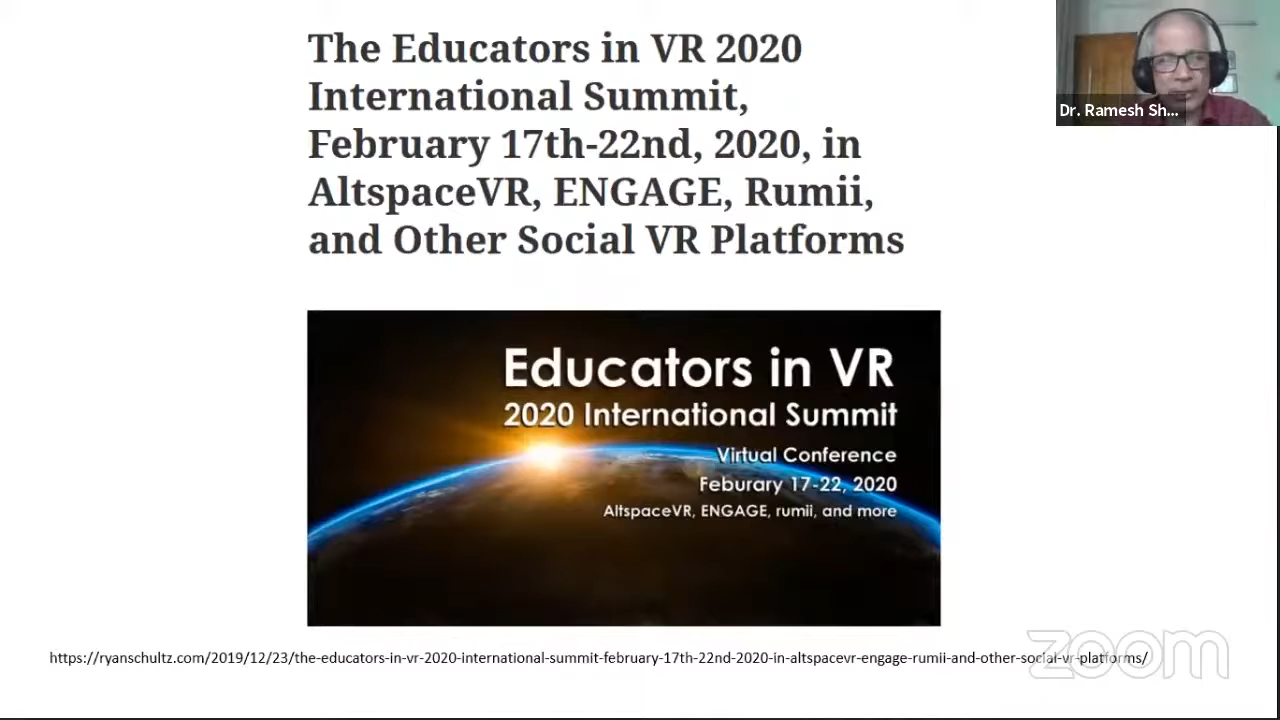 The Educators in VR 2020
International Summit,
February 17th-22nd, 2020, in
AltspaceVR, ENGAGE, Rumii,
and Other Social VR Platforms
Dr. Ramesh Sh...
Educators in VR
2020 International Summit
Virtual Conference
Feburary 17-22, 2020
AltspaceVR, ENGAGE, rumii, and more
https://ryanschultz.com/2019/12/23/the-educators-in-vr-2020-international-summit-february-17th-22nd-2020-in-altspacevr-engage-rumii-and-other-social-vr-platforms/
zoom